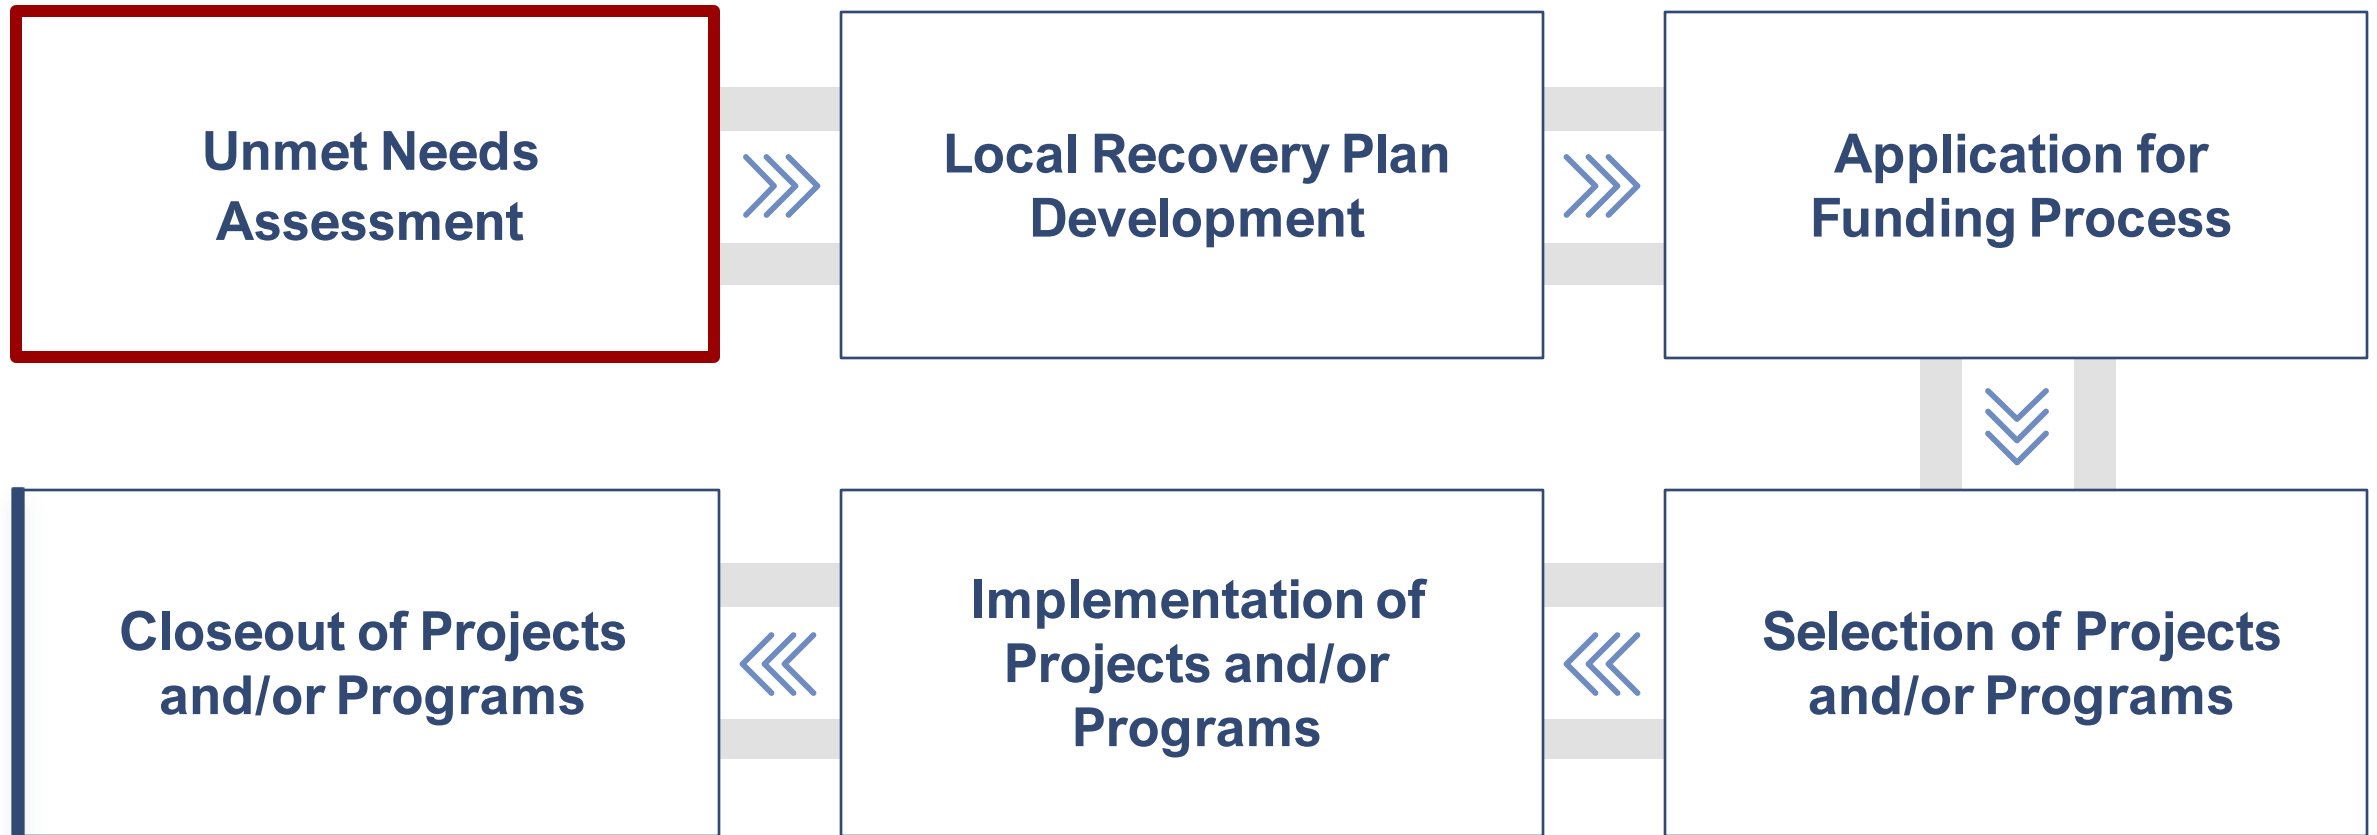 Unmet Needs
Assessment
Local Recovery Plan
Development
Application for
Funding Process
Selection of Projects
and/or Programs
Implementation of
Projects and/or
Programs
Closeout of Projects
and/or Programs